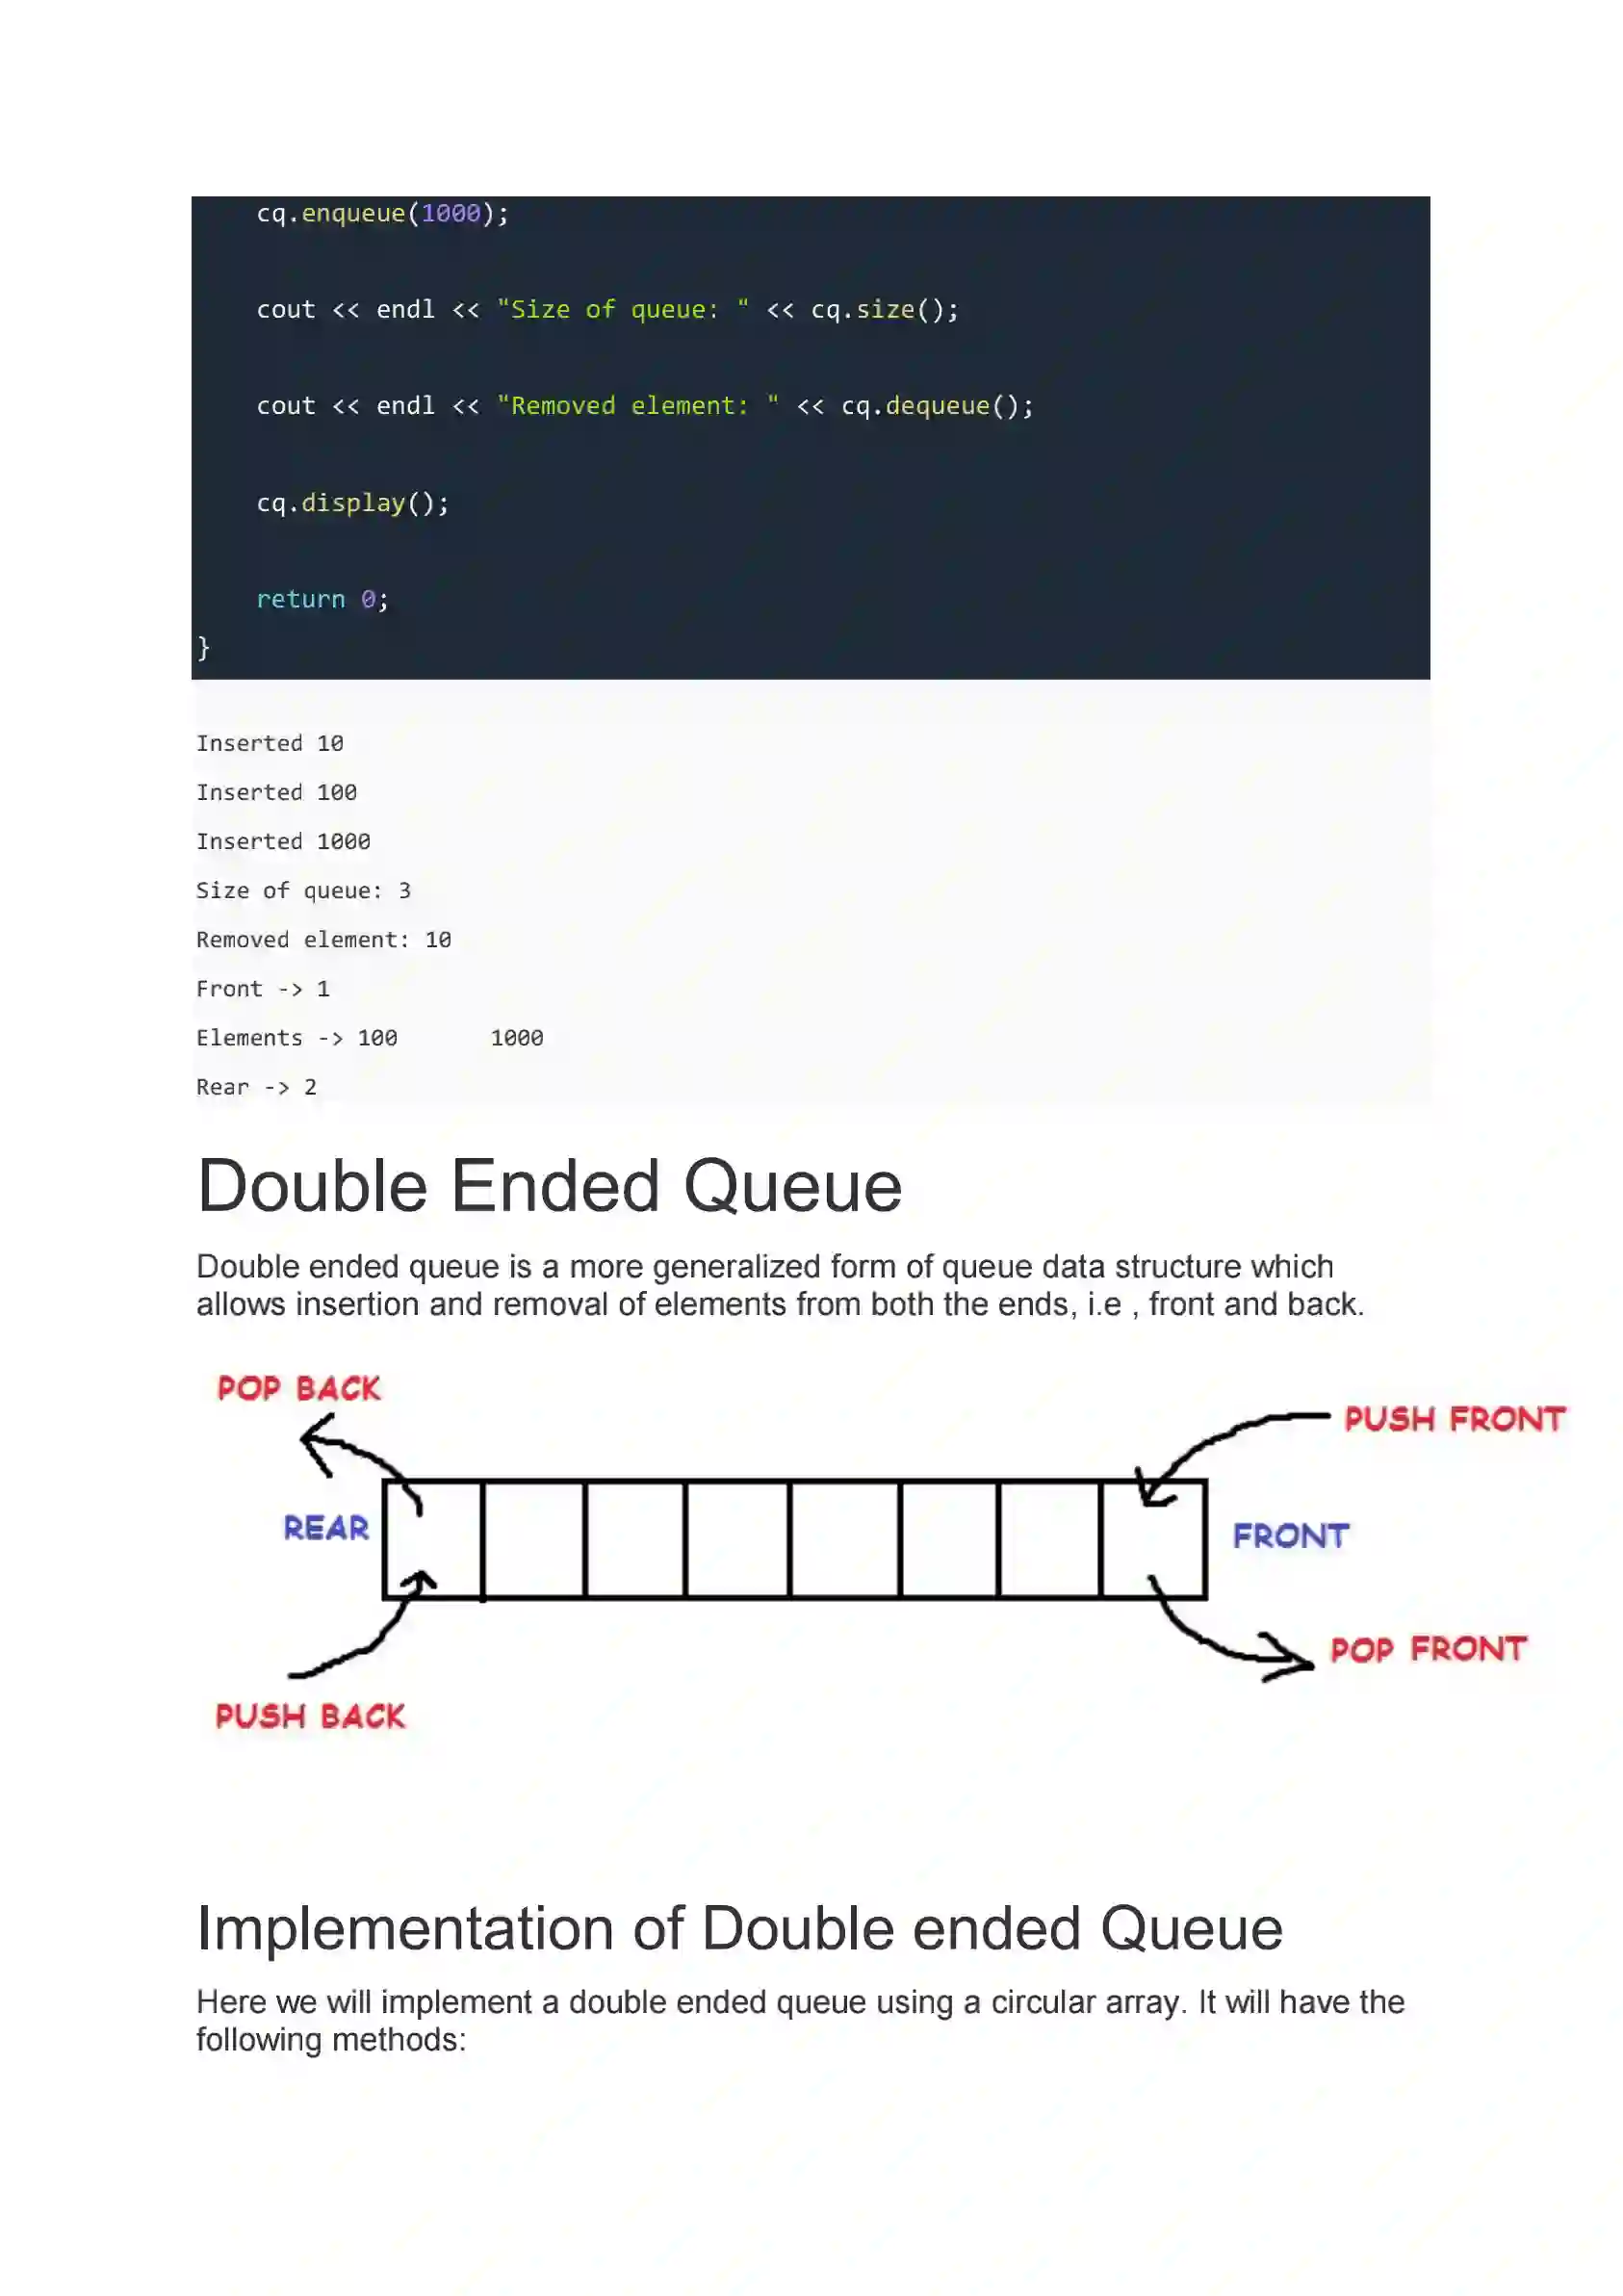 cq.enqueue(1000);
cout << endl << "Size of queue: " << cq.size();
cout << endl << "Removed element: " << cq.dequeue();
cq.display();
return 0;
}
Inserted 10
Inserted 100
Inserted 1000
Size of queue: 3
Removed element: 10
Front -> 1
Elements -> 100 1000
Rear -> 2
Double Ended Queue
Double ended queue is a more generalized form of queue data structure which
allows insertion and removal of elements from both the ends, i.e , front and back.
POP BACK
PUSH FRONT
REAR
FRONT
POP FRONT
PUSH BACK
Implementation of Double ended Queue
Here we will implement a double ended queue using a circular array. It will have the
following methods: